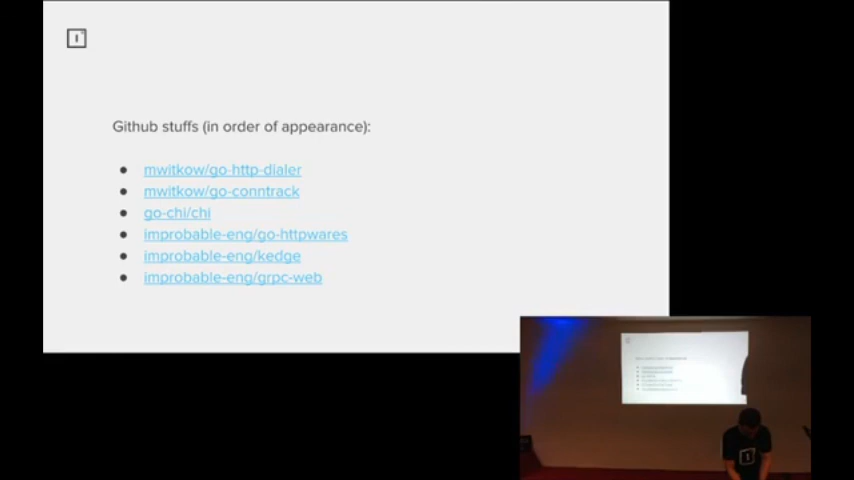 Github stuffs (in order of appearance):
mwitkow/go-http-dialer
mwitkow/go-conntrack
go-chi/chi
improbable-eng/go-httpwares
improbable-eng/kedge
improbable-eng/grpc-web